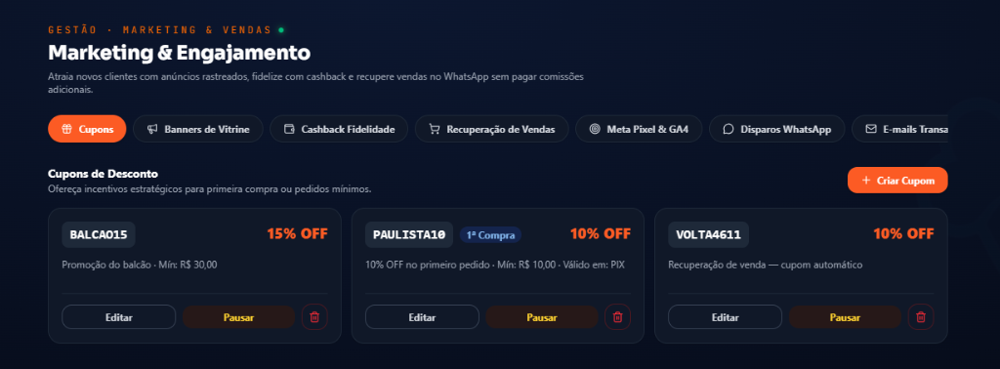 GESTÃO · MARKETING & VENDAS
Marketing & Engajamento
Atraia novos clientes com anúncios rastreados, fidelize com cashback e recupere vendas no WhatsApp sem pagar comissões
adicionais.
Cupons
Banners de Vitrine
Cashback Fidelidade
Recuperação de Vendas
Meta Pixel & GA4
Disparos WhatsApp
E-mails Transa
Cupons de Desconto
Ofereça incentivos estratégicos para primeira compra ou pedidos mínimos.
+ Criar Cupom
BALCAO15
15% OFF
Promoção do balcão · Mín: R$ 30,00
Editar
Pausar
PAULISTA10
1ª Compra
10% OFF
10% OFF no primeiro pedido · Mín: R$ 10,00 · Válido em: PIX
Editar
Pausar
VOLTA4611
10% OFF
Recuperação de venda — cupom automático
Editar
Pausar